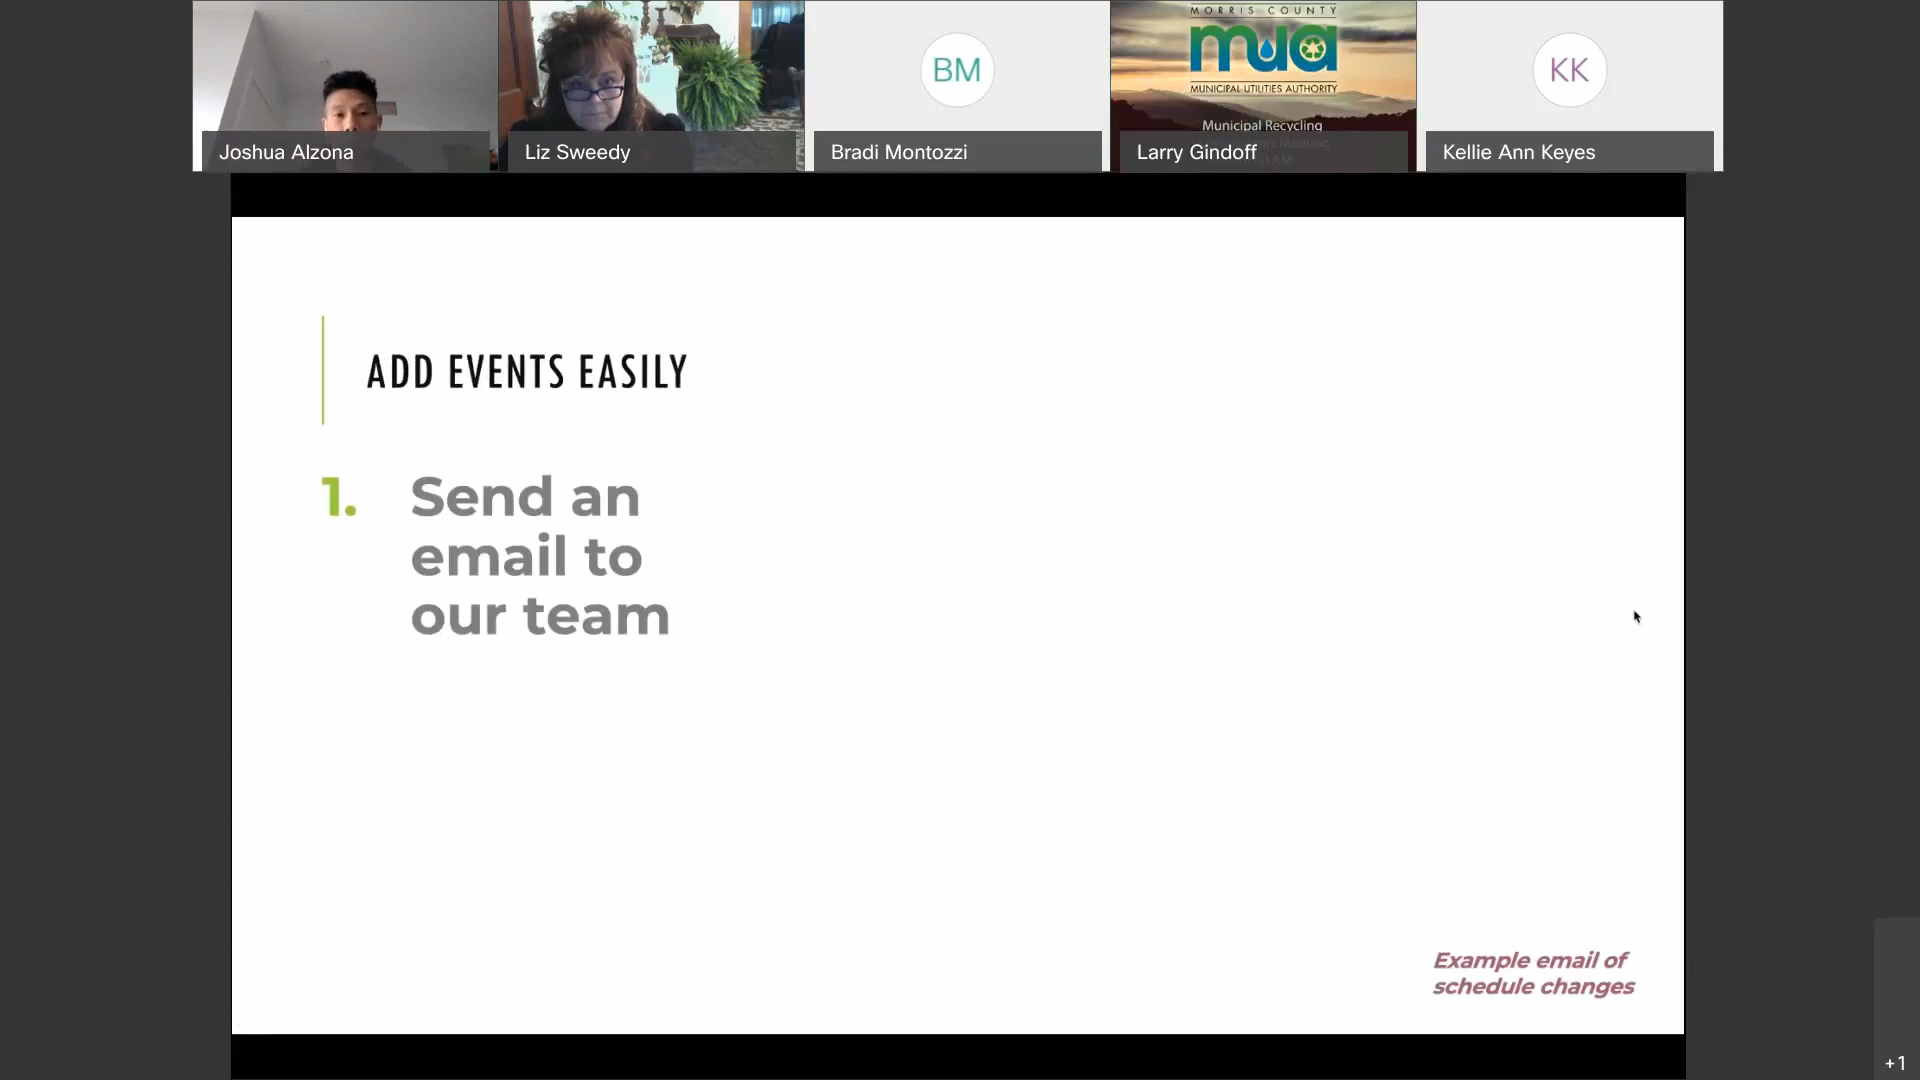 MORRIS COUNTY
mua
MUNICIPAL UTILITIES AUTHORITY
Municipal Recycling
BM
KK
Joshua Alzona
Liz Sweedy
Bradi Montozzi
Larry Gindoff
Kellie Ann Keyes
ADD EVENTS EASILY
1. Send an
email to
our team
Example email of
schedule changes
+1